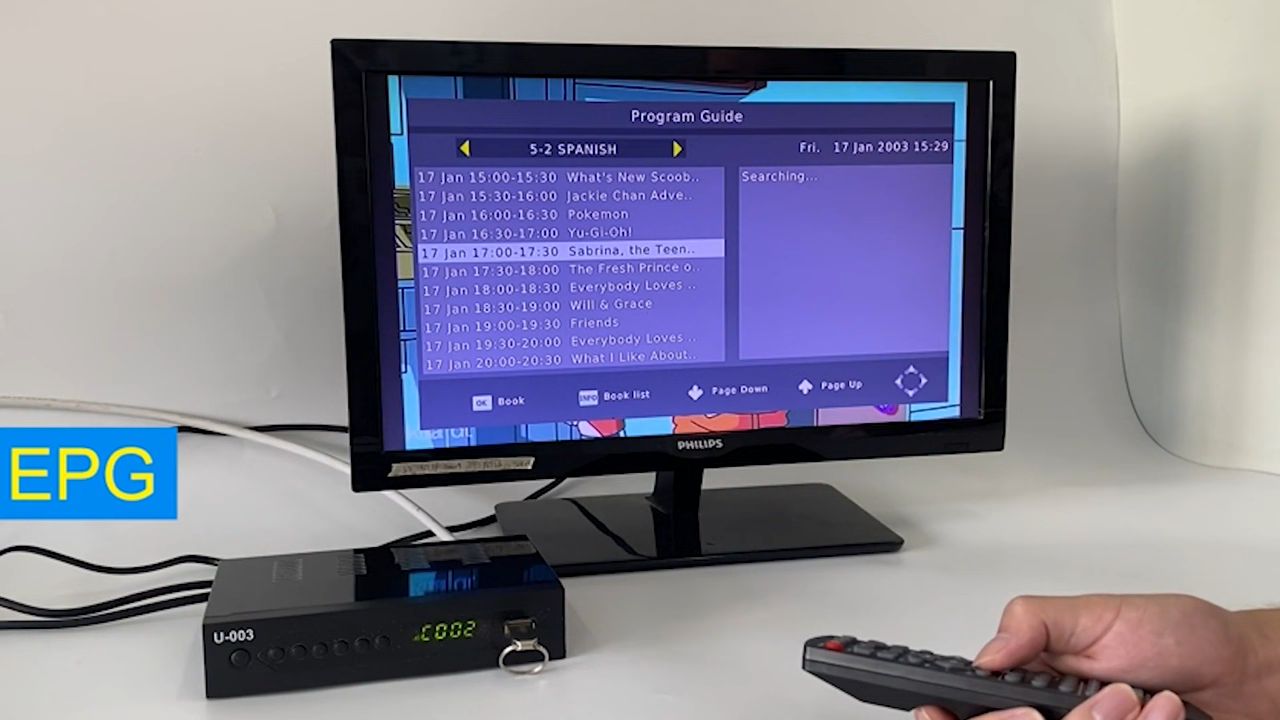 Program Guide
5-2 SPANISH
Fri. 17 Jan 2003 15:29
17 Jan 15:00-15:30 What's New Scoob..
17 Jan 15:30-16:00 Jackie Chan Adve..
17 Jan 16:00-16:30 Pokemon
17 Jan 16:30-17:00 Yu-Gi-Oh!
17 Jan 17:00-17:30 Sabrina, the Teen..
17 Jan 17:30-18:00 The Fresh Prince o..
17 Jan 18:00-18:30 Everybody Loves ..
17 Jan 18:30-19:00 Will & Grace
17 Jan 19:00-19:30 Friends
17 Jan 19:30-20:00 Everybody Loves ..
17 Jan 20:00-20:30 What I Like About..
Searching...
OK Book
INFO Book list
Page Down
Page Up
PHILIPS
EPG
U-003
C002